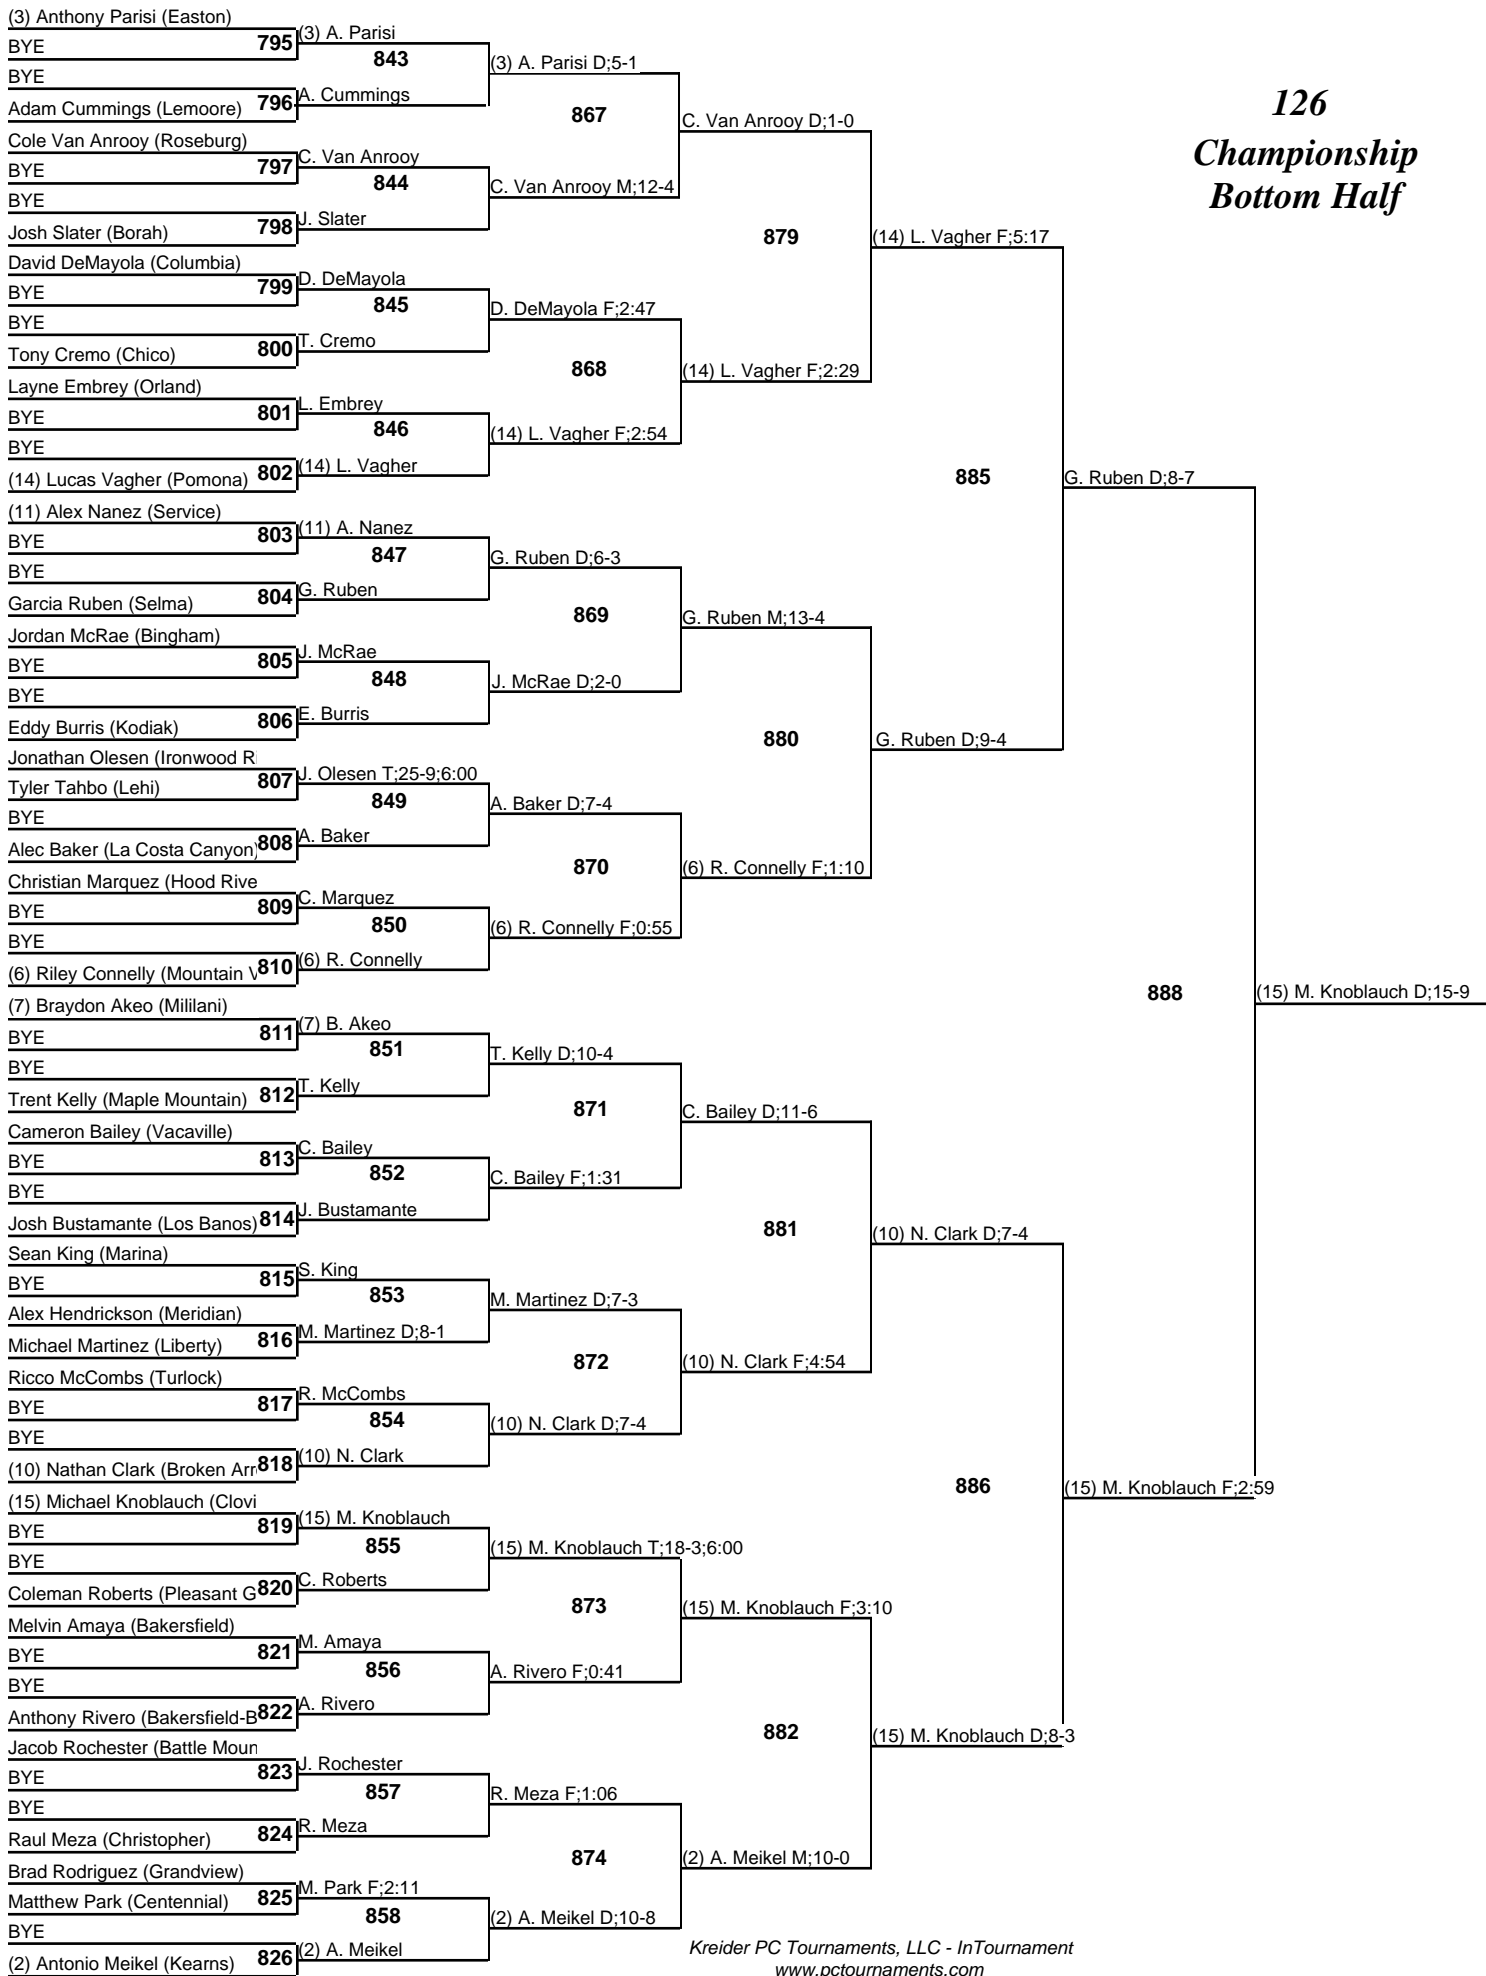 (3) Anthony Parisi (Easton)
BYE
795
BYE
Adam Cummings (Lemoore)
796
Cole Van Anrooy (Roseburg)
BYE
797
BYE
Josh Slater (Borah)
798
David DeMayola (Columbia)
BYE
799
BYE
Tony Cremo (Chico)
800
Layne Embrey (Orland)
BYE
801
BYE
(14) Lucas Vagher (Pomona)
802
(11) Alex Nanez (Service)
BYE
803
BYE
Garcia Ruben (Selma)
804
Jordan McRae (Bingham)
BYE
805
BYE
Eddy Burris (Kodiak)
806
Jonathan Olesen (Ironwood Ri
Tyler Tahbo (Lehi)
807
BYE
Alec Baker (La Costa Canyon)
808
Christian Marquez (Hood Rive
BYE
809
BYE
(6) Riley Connelly (Mountain V
810
(7) Braydon Akeo (Mililani)
BYE
811
BYE
Trent Kelly (Maple Mountain)
812
Cameron Bailey (Vacaville)
BYE
813
BYE
Josh Bustamante (Los Banos)
814
Sean King (Marina)
BYE
815
Alex Hendrickson (Meridian)
Michael Martinez (Liberty)
816
Ricco McCombs (Turlock)
BYE
817
BYE
(10) Nathan Clark (Broken Arr
818
(15) Michael Knoblauch (Clovi
BYE
819
BYE
Coleman Roberts (Pleasant G
820
Melvin Amaya (Bakersfield)
BYE
821
BYE
Anthony Rivero (Bakersfield-B
822
Jacob Rochester (Battle Moun
BYE
823
BYE
Raul Meza (Christopher)
824
Brad Rodriguez (Grandview)
Matthew Park (Centennial)
825
BYE
(2) Antonio Meikel (Kearns)
826
(3) A. Parisi
843
A. Cummings
C. Van Anrooy
844
J. Slater
D. DeMayola
845
T. Cremo
L. Embrey
846
(14) L. Vagher
(11) A. Nanez
847
G. Ruben
J. McRae
848
E. Burris
J. Olesen T;25-9;6:00
849
A. Baker
C. Marquez
850
(6) R. Connelly
(7) B. Akeo
851
T. Kelly
C. Bailey
852
J. Bustamante
S. King
853
M. Martinez D;8-1
R. McCombs
854
(10) N. Clark
(15) M. Knoblauch
855
C. Roberts
M. Amaya
856
A. Rivero
J. Rochester
857
R. Meza
M. Park F;2:11
858
(2) A. Meikel
(3) A. Parisi D;5-1
867
C. Van Anrooy M;12-4
D. DeMayola F;2:47
868
(14) L. Vagher F;2:54
G. Ruben D;6-3
869
J. McRae D;2-0
A. Baker D;7-4
870
(6) R. Connelly F;0:55
T. Kelly D;10-4
871
C. Bailey F;1:31
M. Martinez D;7-3
872
(10) N. Clark D;7-4
(15) M. Knoblauch T;18-3;6:00
873
A. Rivero F;0:41
R. Meza F;1:06
874
(2) A. Meikel D;10-8
C. Van Anrooy D;1-0
879
(14) L. Vagher F;2:29
G. Ruben M;13-4
880
(6) R. Connelly F;1:10
C. Bailey D;11-6
881
(10) N. Clark F;4:54
(15) M. Knoblauch F;3:10
882
(2) A. Meikel M;10-0
(14) L. Vagher F;5:17
885
G. Ruben D;9-4
(10) N. Clark D;7-4
886
(15) M. Knoblauch D;8-3
G. Ruben D;8-7
888
(15) M. Knoblauch F;2:59
(15) M. Knoblauch D;15-9
126
Championship
Bottom Half
Kreider PC Tournaments, LLC - InTournament
www.pctournaments.com